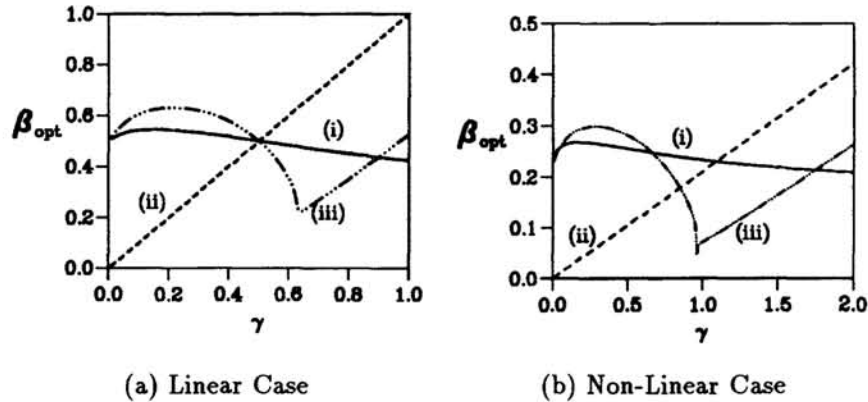 1.0
0.8
0.6
0.4
0.2
0.0
βopt
(i)
(ii)
(iii)
0.0 0.2 0.4 0.6 0.8 1.0
γ
(a) Linear Case
0.5
0.4
0.3
0.2
0.1
0.0
βopt
(i)
(ii)
(iii)
0.0 0.5 1.0 1.5 2.0
γ
(b) Non-Linear Case